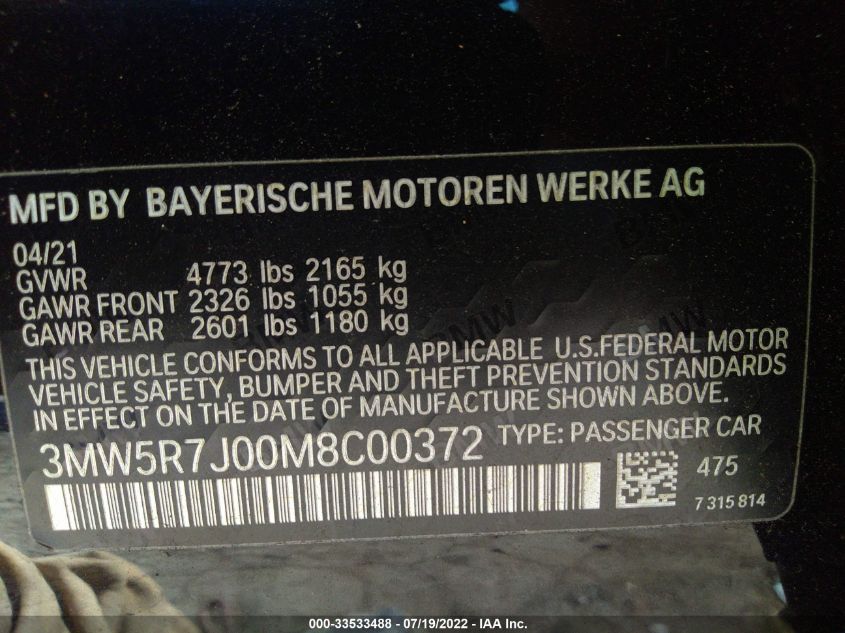 MFD BY BAYERISCHE MOTOREN WERKE AG
04/21
GVWR 4773 lbs 2165 kg
GAWR FRONT 2326 lbs 1055 kg
GAWR REAR 2601 lbs 1180 kg
THIS VEHICLE CONFORMS TO ALL APPLICABLE U.S.FEDERAL MOTOR
VEHICLE SAFETY, BUMPER AND THEFT PREVENTION STANDARDS
IN EFFECT ON THE DATE OF MANUFACTURE SHOWN ABOVE.
3MW5R7J00M8C00372 TYPE: PASSENGER CAR
475
7 315 814
000-33533488 - 07/19/2022 - IAA Inc.